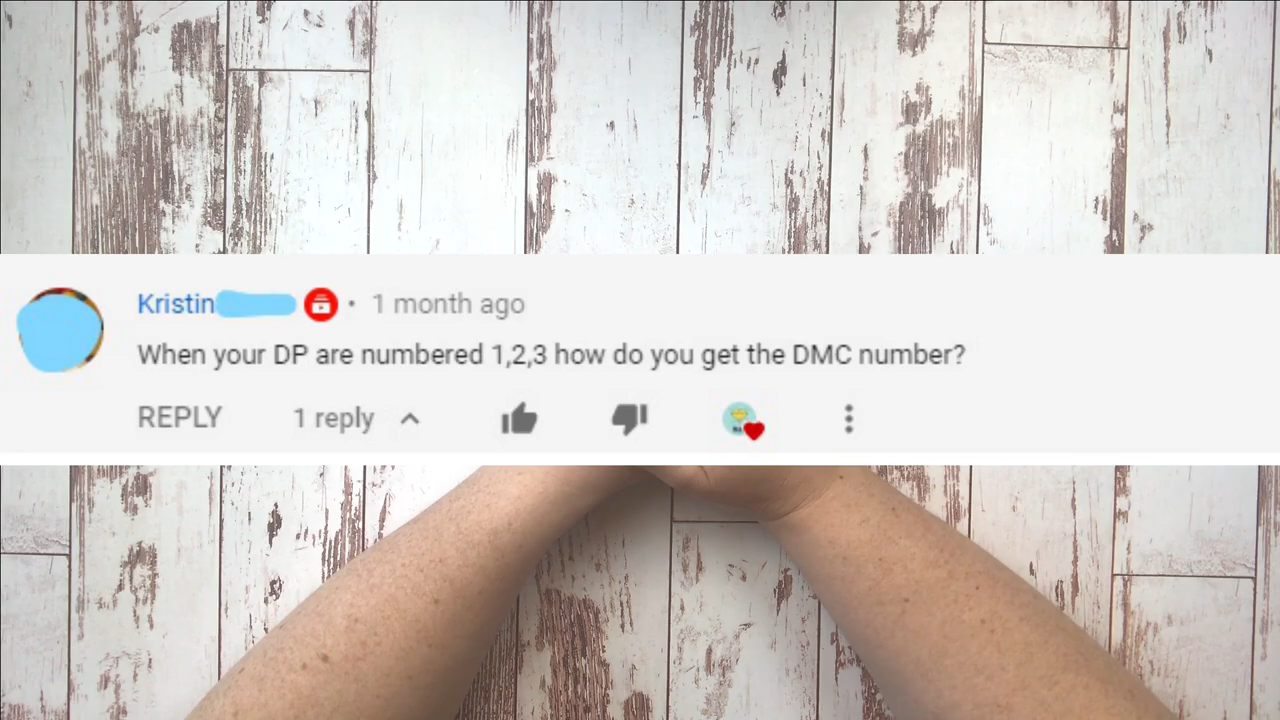 Kristin • 1 month ago
When your DP are numbered 1,2,3 how do you get the DMC number?
REPLY 1 reply